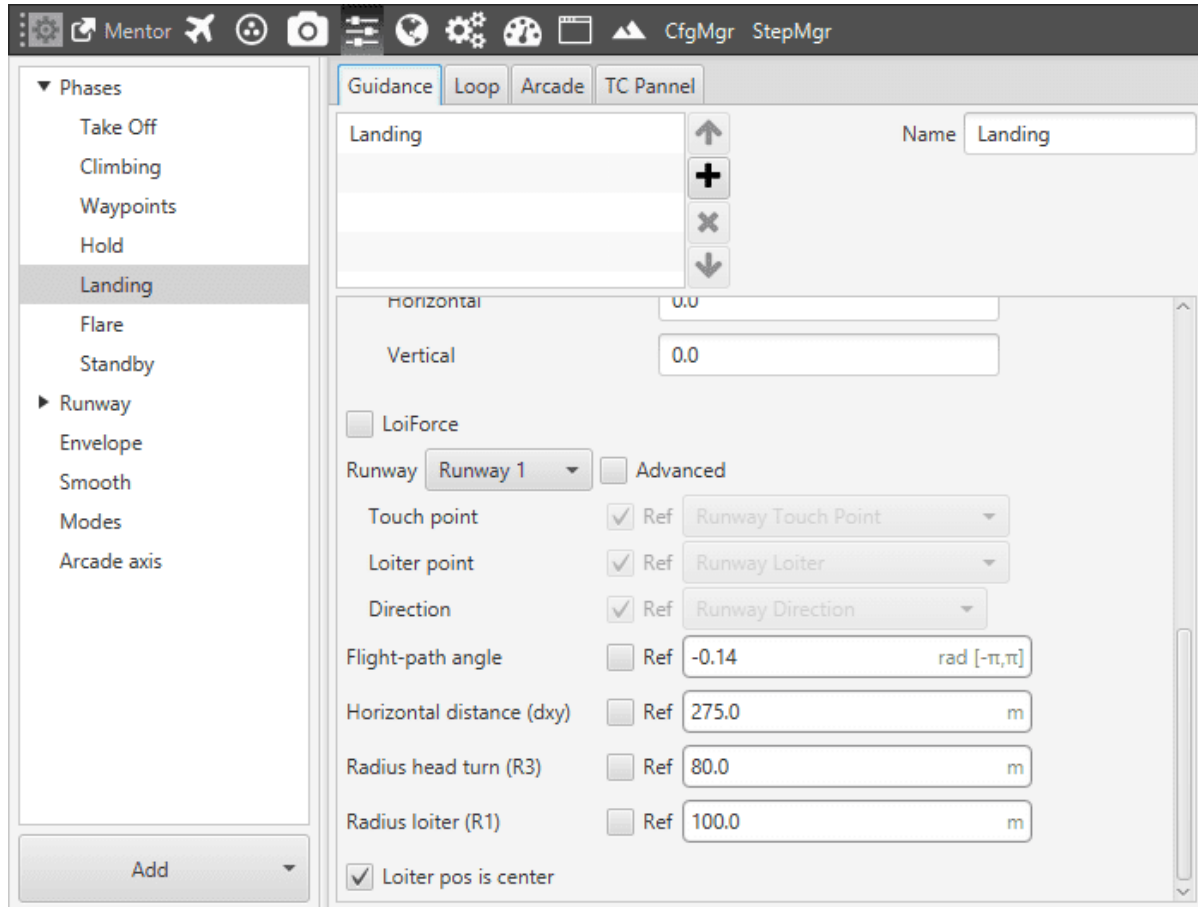 Mentor CfgMgr StepMgr
Phases
Take Off
Climbing
Waypoints
Hold
Landing
Flare
Standby
Runway
Envelope
Smooth
Modes
Arcade axis
Add
Guidance Loop Arcade TC Pannel
Landing
Name Landing
Horizontal 0.0
Vertical 0.0
LoiForce
Runway Runway 1 Advanced
Touch point Ref Runway Touch Point
Loiter point Ref Runway Loiter
Direction Ref Runway Direction
Flight-path angle Ref -0.14 rad [-π,π]
Horizontal distance (dxy) Ref 275.0 m
Radius head turn (R3) Ref 80.0 m
Radius loiter (R1) Ref 100.0 m
Loiter pos is center